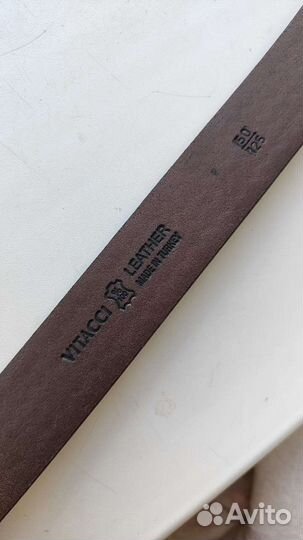 VITACCI LEATHER
MADE IN TURKEY
50/125
Avito